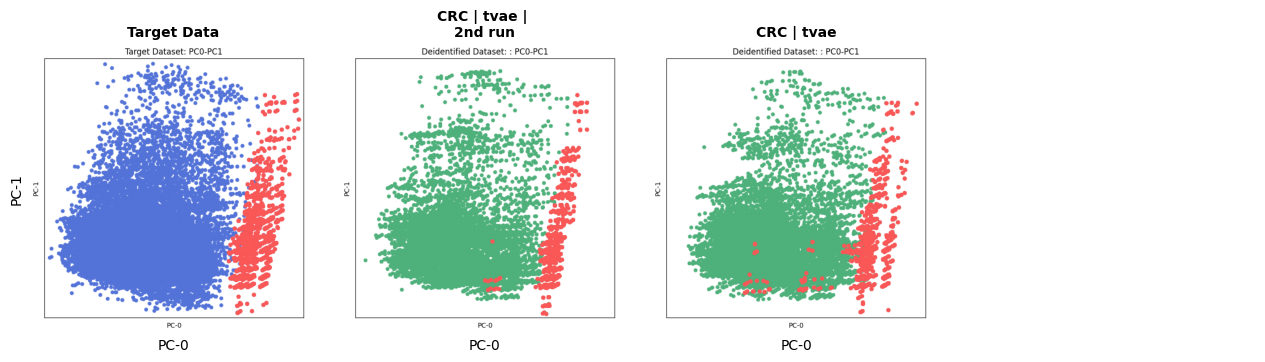 Target Data
Target Dataset: PC0-PC1
PC-1
PC-1
PC-0
PC-0
CRC | tvae |
2nd run
Deidentified Dataset: : PC0-PC1
PC-1
PC-0
PC-0
CRC | tvae
Deidentified Dataset: : PC0-PC1
PC-1
PC-0
PC-0